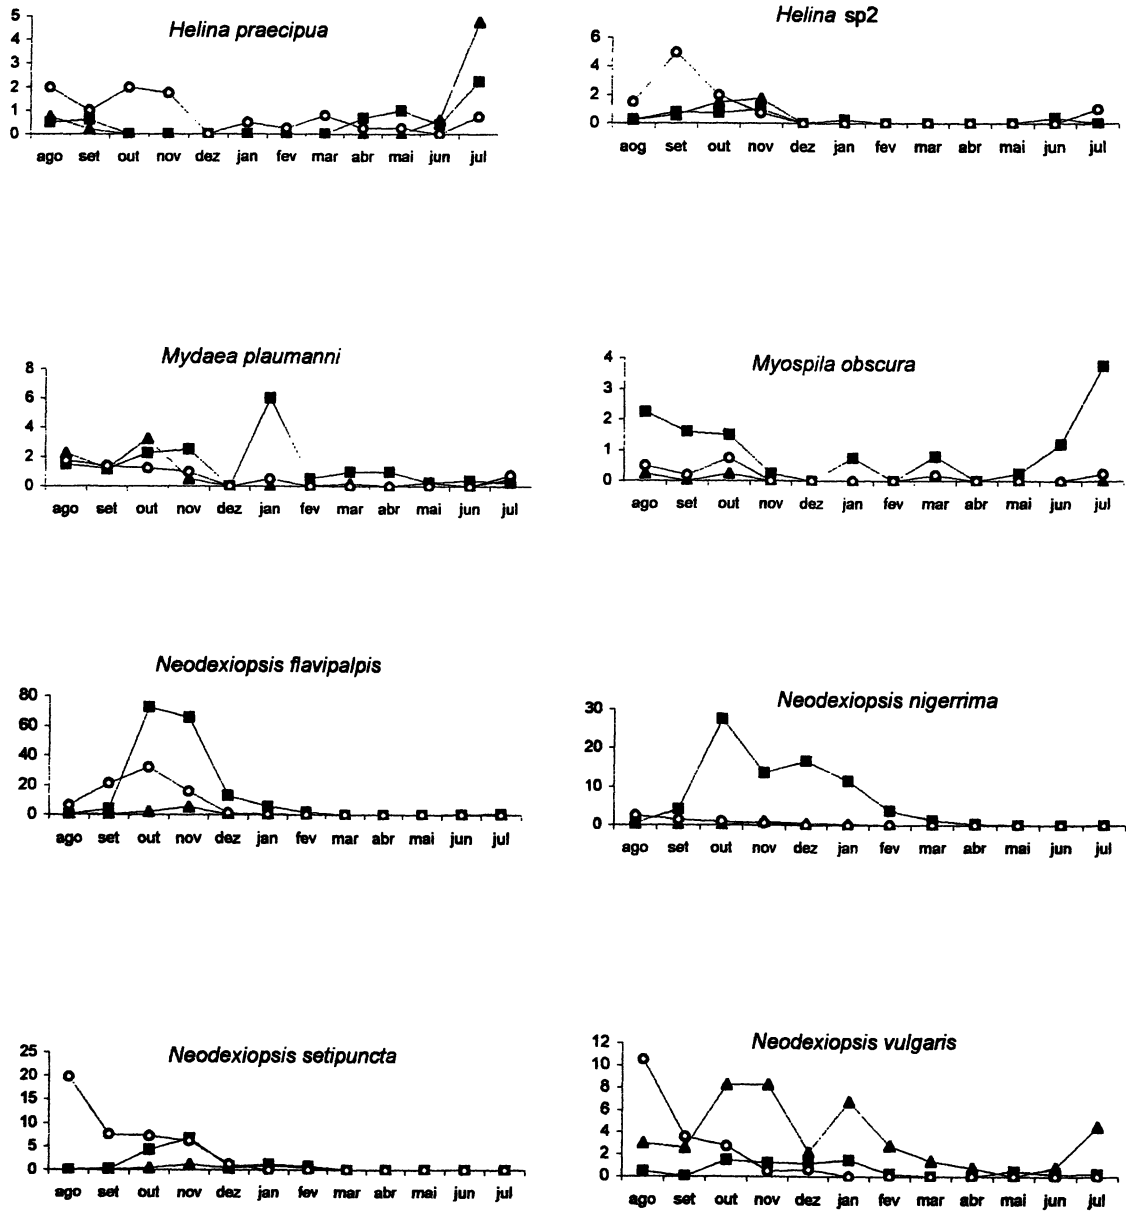 Helina praecipua
5
4
3
2
1
0
ago set out nov dez jan fev mar abr mai jun jul
Helina sp2
6
4
2
0
aog set out nov dez jan fev mar abr mai jun jul
Mydaea plaumanni
8
6
4
2
0
ago set out nov dez jan fev mar abr mai jun jul
Myospila obscura
4
3
2
1
0
ago set out nov dez jan fev mar abr mai jun jul
Neodexiopsis flavipalpis
80
60
40
20
0
ago set out nov dez jan fev mar abr mai jun jul
Neodexiopsis nigerrima
30
20
10
0
ago set out nov dez jan fev mar abr mai jun jul
Neodexiopsis setipuncta
25
20
15
10
5
0
ago set out nov dez jan fev mar abr mai jun jul
Neodexiopsis vulgaris
12
10
8
6
4
2
0
ago set out nov dez jan fev mar abr mai jun jul